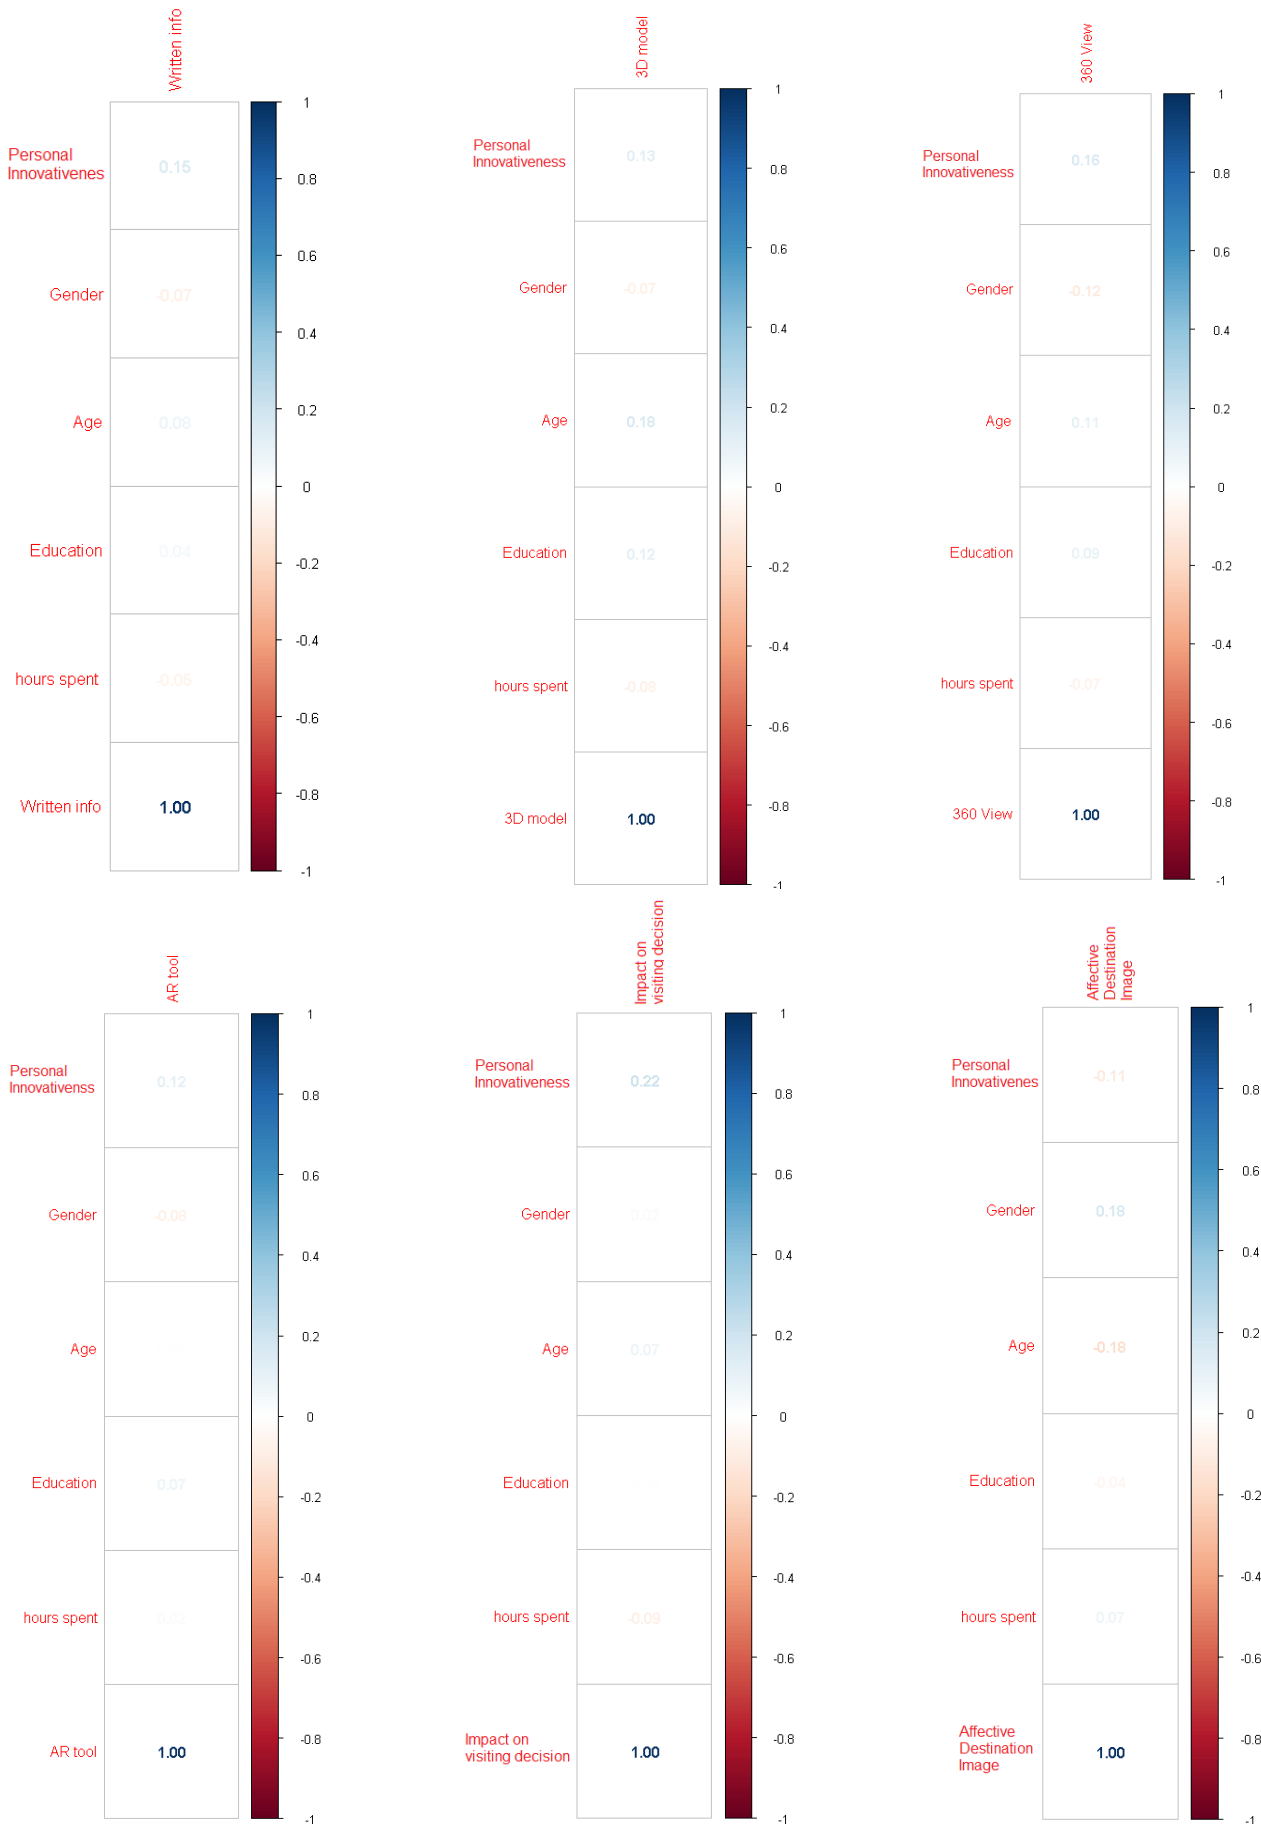 Written info
Personal
Innovativenes
0.15
Gender
-0.07
Age
0.08
Education
0.04
hours spent
-0.05
Written info
1.00
1
0.8
0.6
0.4
0.2
0
-0.2
-0.4
-0.6
-0.8
-1
3D model
Personal
Innovativeness
0.13
Gender
-0.07
Age
0.18
Education
0.12
hours spent
-0.08
3D model
1.00
1
0.8
0.6
0.4
0.2
0
-0.2
-0.4
-0.6
-0.8
-1
360 View
Personal
Innovativeness
0.16
Gender
-0.12
Age
0.11
Education
0.09
hours spent
-0.07
360 View
1.00
1
0.8
0.6
0.4
0.2
0
-0.2
-0.4
-0.6
-0.8
-1
AR tool
Personal
Innovativenss
0.12
Gender
-0.08
Age
Education
0.07
hours spent
AR tool
1.00
1
0.8
0.6
0.4
0.2
0
-0.2
-0.4
-0.6
-0.8
-1
Impact on
visiting decision
Personal
Innovativeness
0.22
Gender
Age
0.07
Education
hours spent
-0.09
Impact on
visiting decision
1.00
1
0.8
0.6
0.4
0.2
0
-0.2
-0.4
-0.6
-0.8
-1
Affective
Destination
Image
Personal
Innovativenes
-0.11
Gender
0.18
Age
-0.18
Education
-0.04
hours spent
0.07
Affective
Destination
Image
1.00
1
0.8
0.6
0.4
0.2
0
-0.2
-0.4
-0.6
-0.8
-1